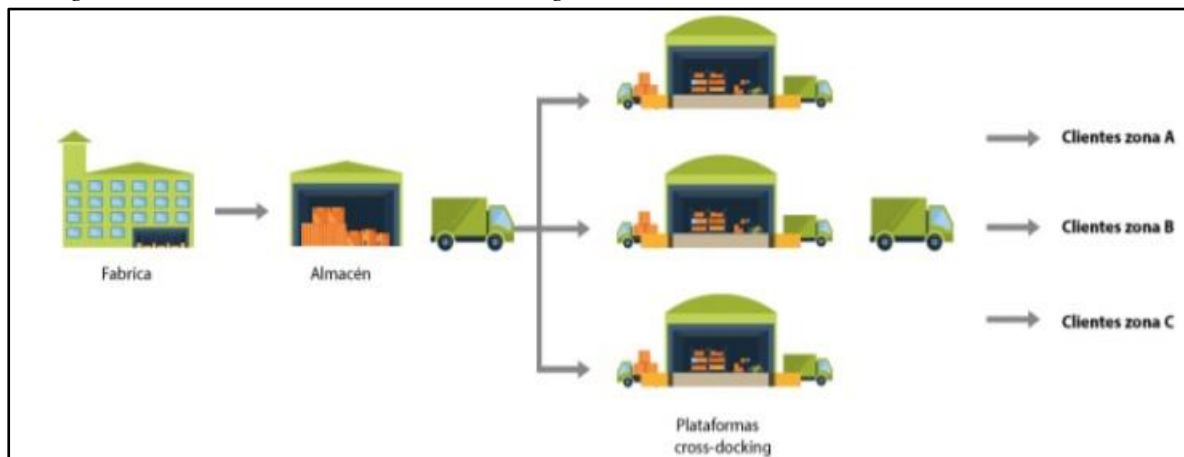 Fabrica
Almacén
Clientes zona A
Clientes zona B
Clientes zona C
Plataformas
cross-docking